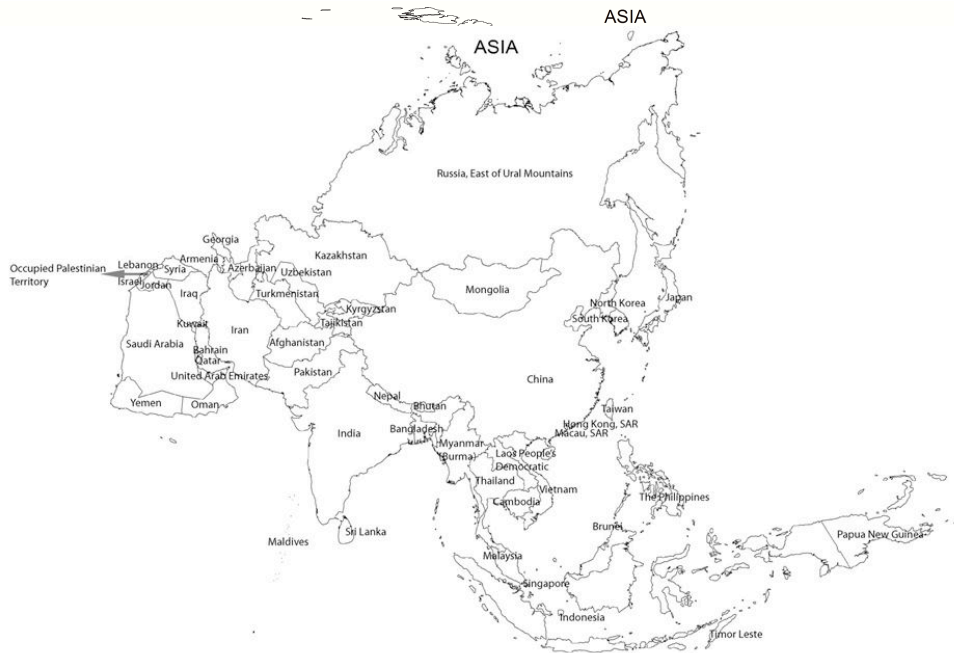 ASIA
ASIA
Russia, East of Ural Mountains
Georgia
Kazakhstan
Armenia
Lebanon
Azerbaijan
Occupied Palestinian
Territory
Syria
Uzbekistan
Israel
Jordan
Mongolia
Iraq
Turkmenistan
Japan
North Korea
Kyrgyzstan
South Korea
Kuwait
Tajikistan
Iran
Saudi Arabia
Afghanistan
Bahrain
Qatar
Pakistan
United Arab Emirates
China
Nepal
Yemen
Oman
Bhutan
Taiwan
Hong Kong, SAR
Bangladesh
Macau, SAR
India
Myanmar
(Burma)
Laos People's
Democratic
Thailand
Vietnam
The Philippines
Cambodja
Brunei
Sri Lanka
Papua New Guinea
Maldives
Malaysia
Singapore
Indonesia
Timor Leste